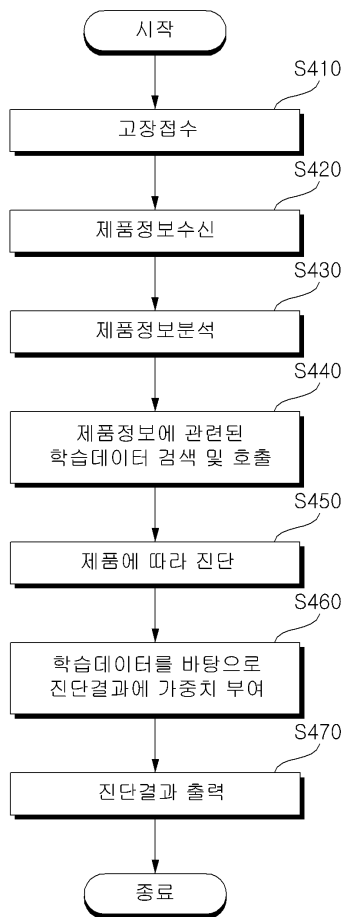 시작
S410
고장접수
S420
제품정보수신
S430
제품정보분석
S440
제품정보에 관련된
학습데이터 검색 및 호출
S450
제품에 따라 진단
S460
학습데이터를 바탕으로
진단결과에 가중치 부여
S470
진단결과 출력
종료